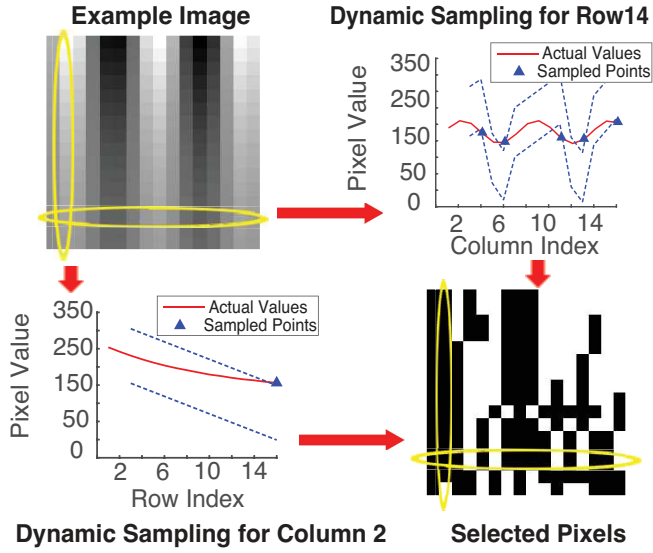 Example Image
Dynamic Sampling for Row14
Actual Values
Sampled Points
Pixel Value
350
250
150
50
0
2 6 10 14
Column Index
Actual Values
Sampled Points
Pixel Value
350
250
150
50
0
2 6 10 14
Row Index
Dynamic Sampling for Column 2
Selected Pixels